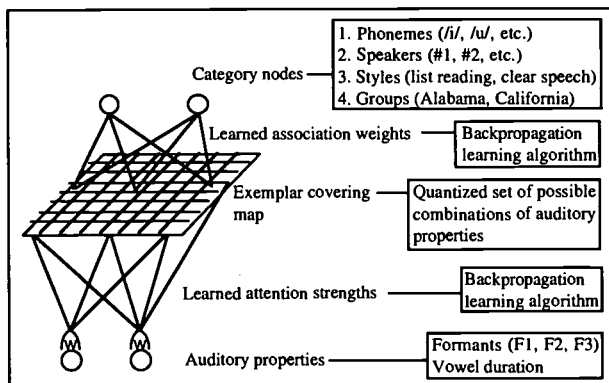 1. Phonemes (/i/, /u/, etc.)
2. Speakers (#1, #2, etc.)
Category nodes
3. Styles (list reading, clear speech)
4. Groups (Alabama, California)
Learned association weights
Backpropagation
learning algorithm
Exemplar covering
map
Quantized set of possible
combinations of auditory
properties
Learned attention strengths
Backpropagation
learning algorithm
Auditory properties
Formants (F1, F2, F3)
Vowel duration